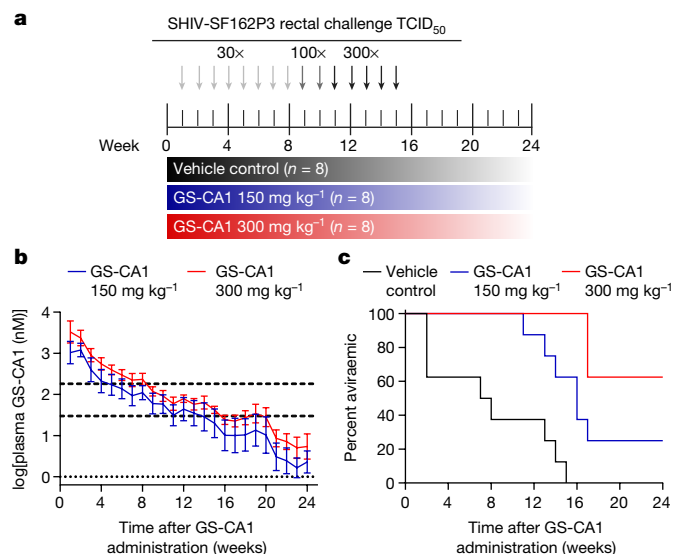 a
SHIV-SF162P3 rectal challenge TCID₅₀
30× 100× 300×
0 4 8 12 16 20 24
Week
Vehicle control (n = 8)
GS-CA1 150 mg kg⁻¹ (n = 8)
GS-CA1 300 mg kg⁻¹ (n = 8)
b
GS-CA1 150 mg kg⁻¹
GS-CA1 300 mg kg⁻¹
log[plasma GS-CA1 (nM)]
4
3
2
1
0
0 4 8 12 16 20 24
Time after GS-CA1
administration (weeks)
c
Vehicle control
GS-CA1 150 mg kg⁻¹
GS-CA1 300 mg kg⁻¹
Percent aviraemic
100
80
60
40
20
0
0 4 8 12 16 20 24
Time after GS-CA1
administration (weeks)